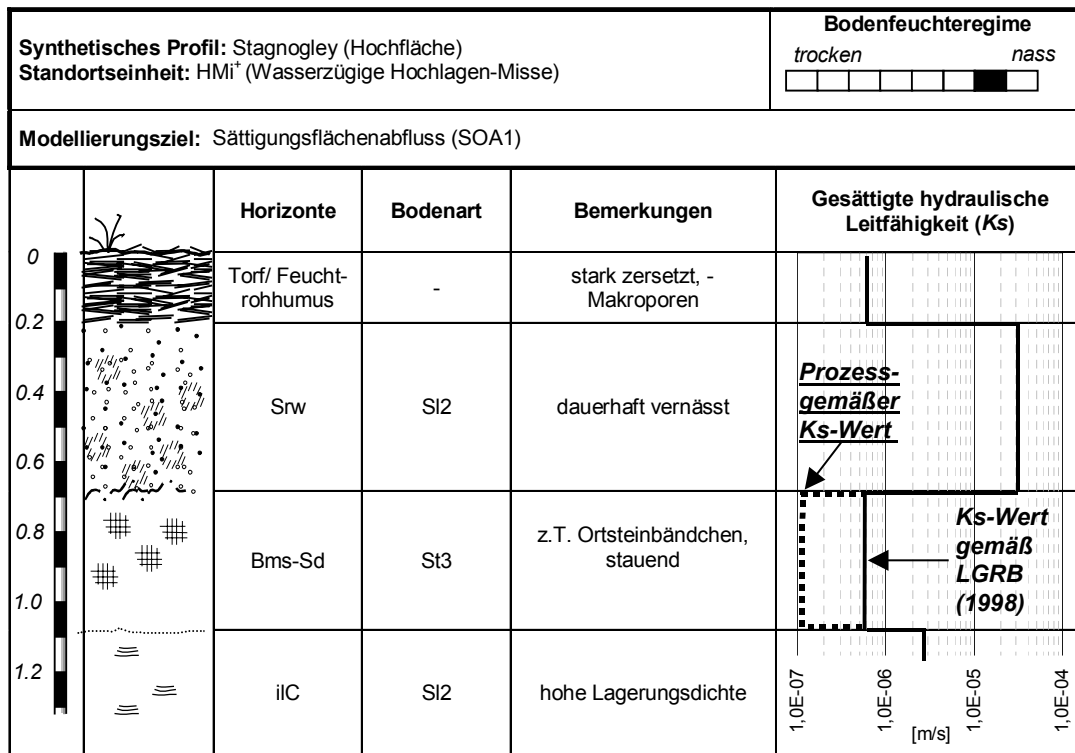 Synthetisches Profil: Stagnogley (Hochfläche)
Standortseinheit: HMi⁺ (Wasserzügige Hochlagen-Misse)
Bodenfeuchteregime
trocken nass
Modellierungsziel: Sättigungsflächenabfluss (SOA1)
Horizonte
Bodenart
Bemerkungen
Gesättigte hydraulische
Leitfähigkeit (Ks)
0
Torf/ Feucht-
rohhumus
-
stark zersetzt, -
Makroporen
0.2
0.4
Srw
Sl2
dauerhaft vernässt
Prozess-
gemäßer
Ks-Wert
0.6
0.8
Bms-Sd
St3
z.T. Ortsteinbändchen,
stauend
Ks-Wert
gemäß
LGRB
(1998)
1.0
1.2
ilC
Sl2
hohe Lagerungsdichte
1,0E-07
1,0E-06
1,0E-05
1,0E-04
[m/s]